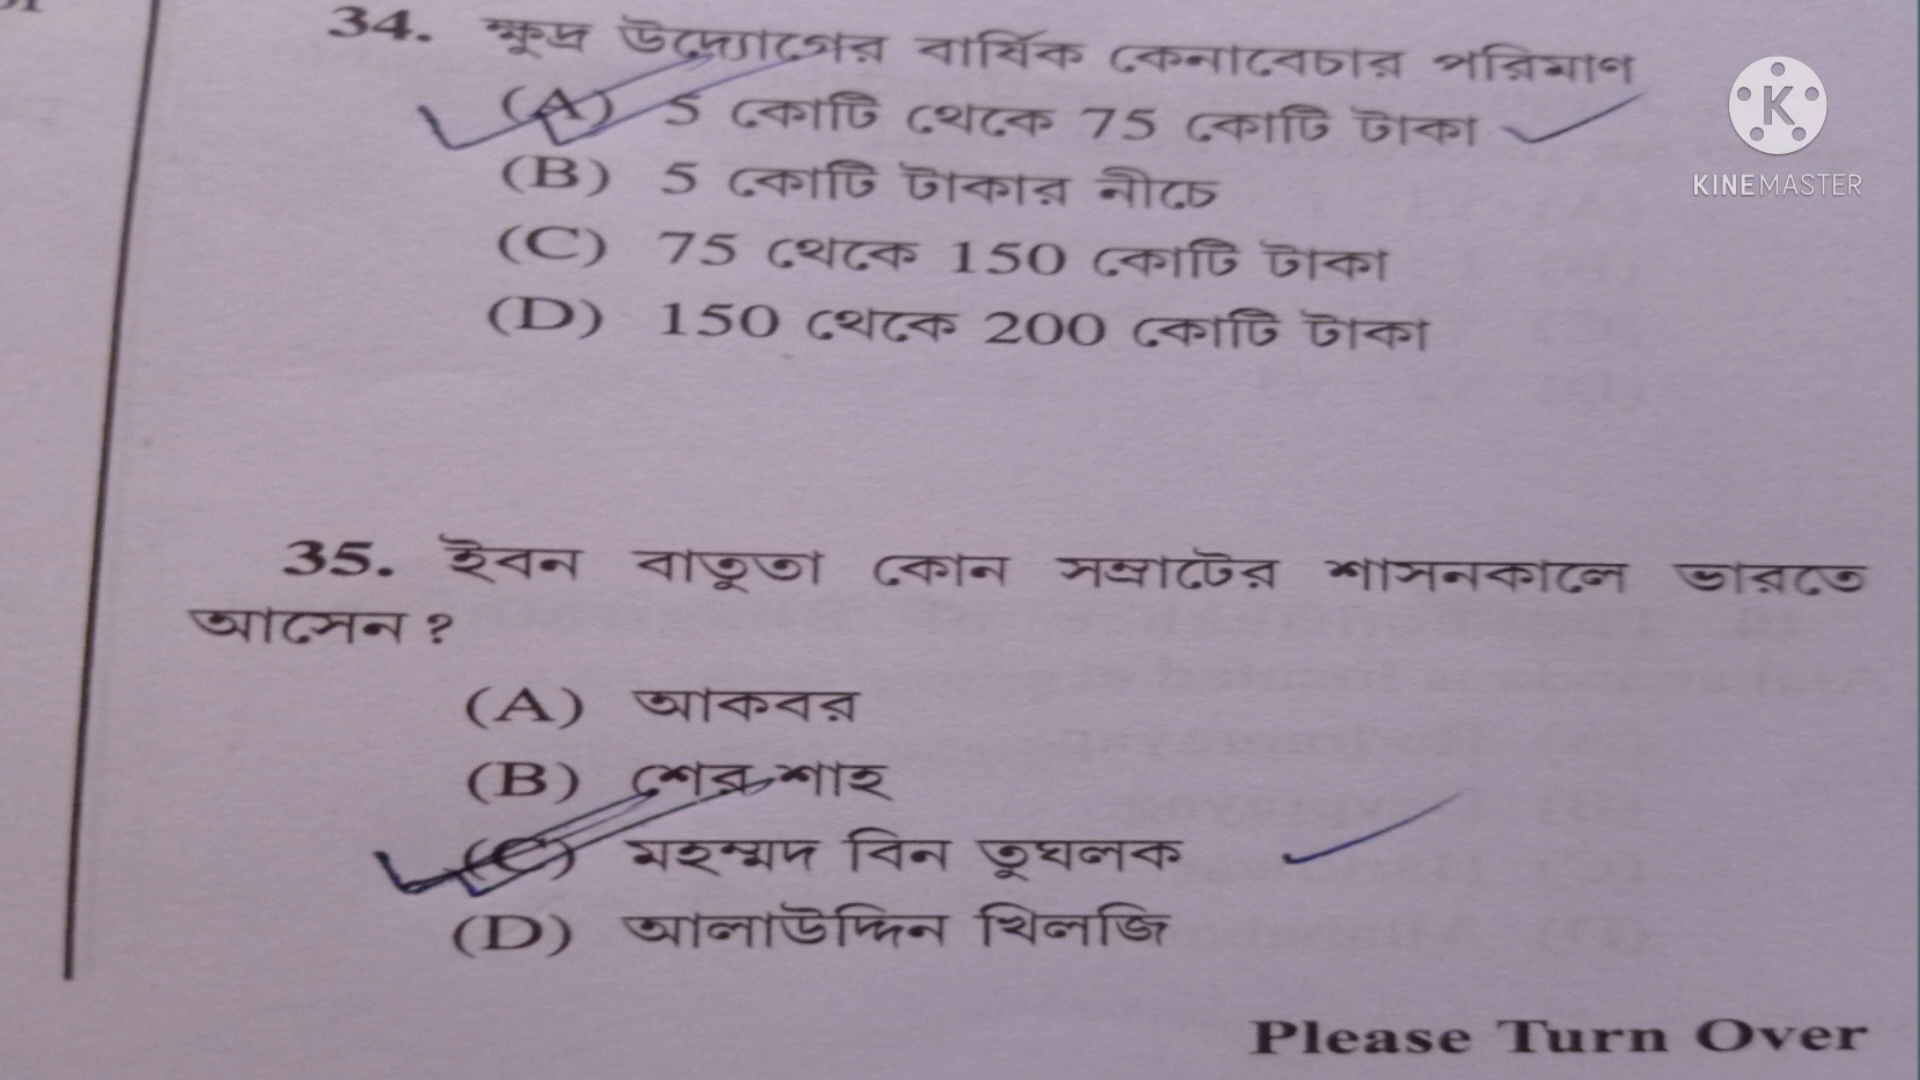 34. ক্ষুদ্র উদ্যোগের বার্ষিক কেনাবেচার পরিমাণ
(A) 5 কোটি থেকে 75 কোটি টাকা
(B) 5 কোটি টাকার নীচে
(C) 75 থেকে 150 কোটি টাকা
(D) 150 থেকে 200 কোটি টাকা
K
KINEMASTER
35. ইবন বাতুতা কোন সম্রাটের শাসনকালে ভারতে
আসেন ?
(A) আকবর
(B) শের শাহ
(C) মহম্মদ বিন তুঘলক
(D) আলাউদ্দিন খিলজি
Please Turn Over